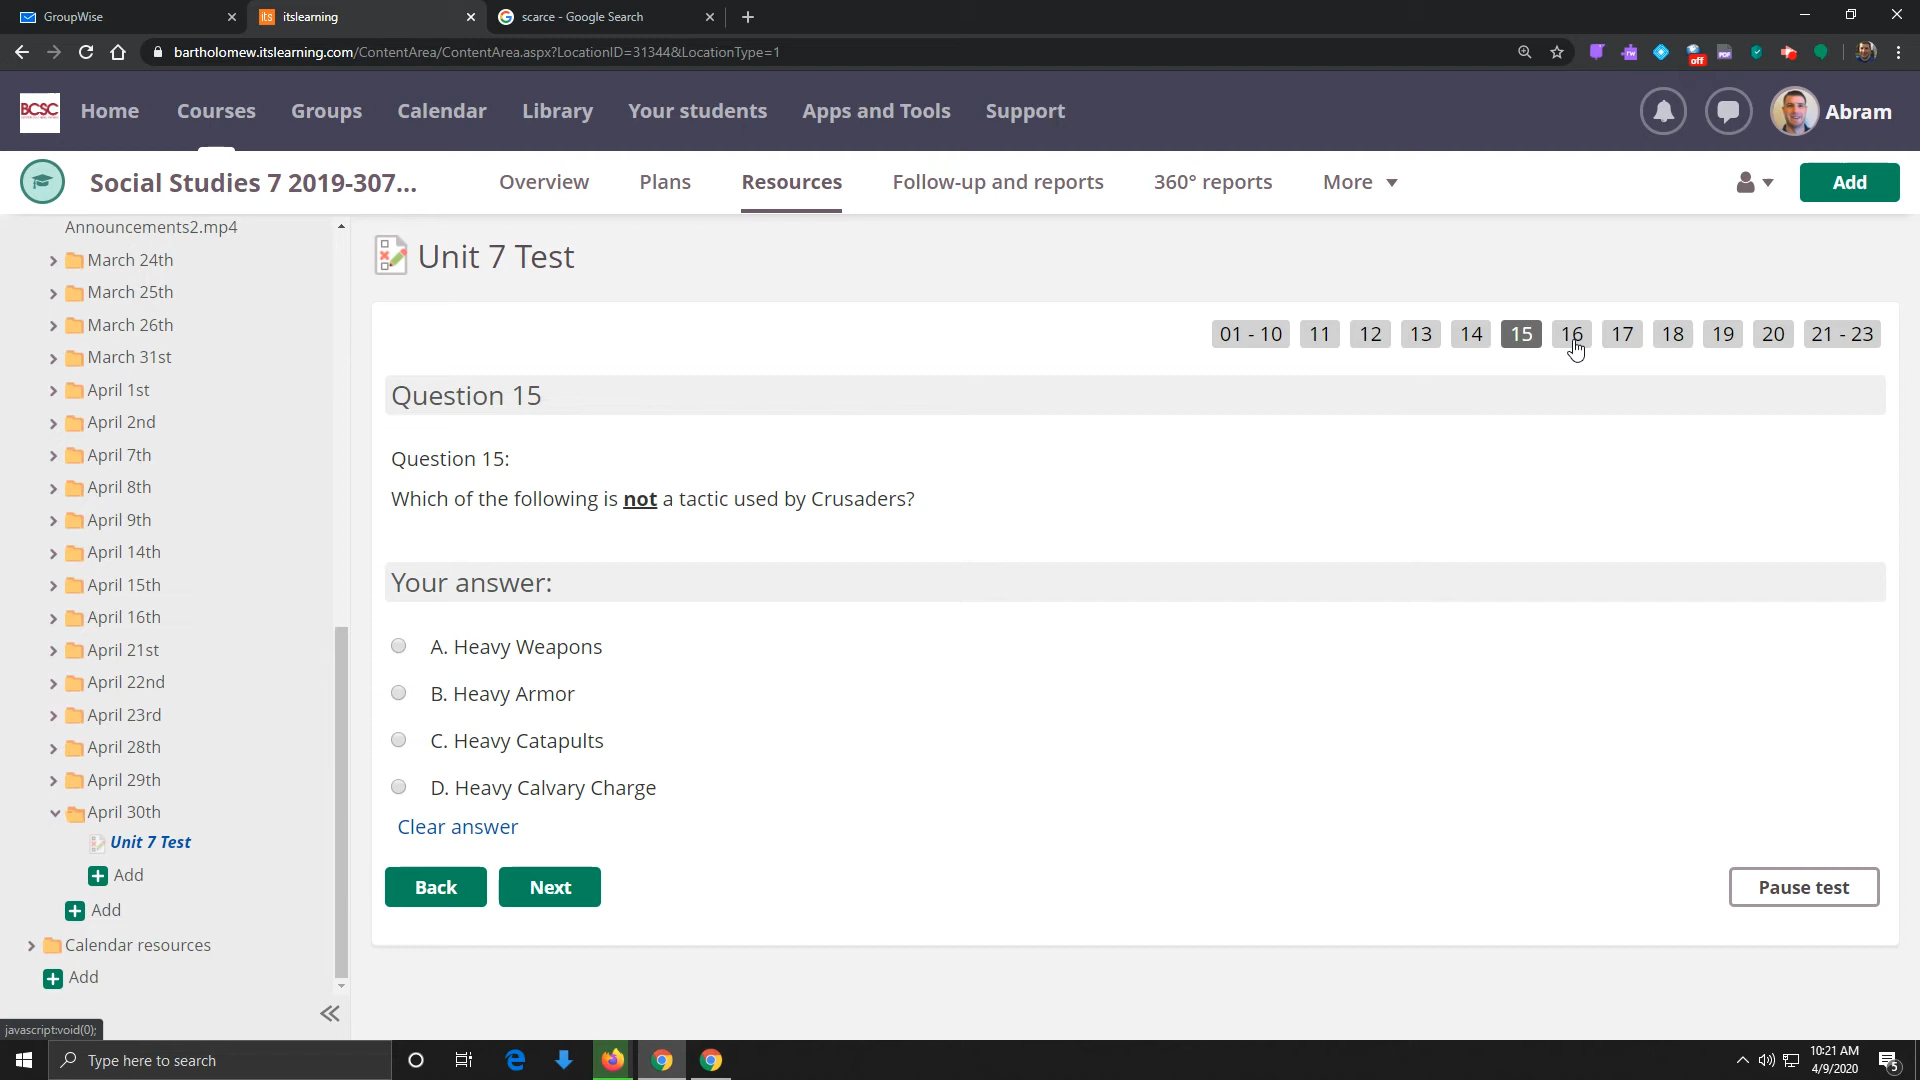 GroupWise
its
itslearning
scarce - Google Search
bartholomew.itslearning.com/ContentArea/ContentArea.aspx?LocationID=31344&LocationType=1
off
PDF
BCSC
Home
Courses
Groups
Calendar
Library
Your students
Apps and Tools
Support
Abram
Social Studies 7 2019-307...
Overview
Plans
Resources
Follow-up and reports
360° reports
More
Add
Announcements2.mp4
March 24th
March 25th
March 26th
March 31st
April 1st
April 2nd
April 7th
April 8th
April 9th
April 14th
April 15th
April 16th
April 21st
April 22nd
April 23rd
April 28th
April 29th
April 30th
Unit 7 Test
Add
Add
Calendar resources
Add
Unit 7 Test
01 - 10 11 12 13 14 15 16 17 18 19 20 21 - 23
Question 15
Question 15:
Which of the following is not a tactic used by Crusaders?
Your answer:
A. Heavy Weapons
B. Heavy Armor
C. Heavy Catapults
D. Heavy Calvary Charge
Clear answer
Back
Next
Pause test
javascript:void(0);
Type here to search
10:21 AM
4/9/2020
5